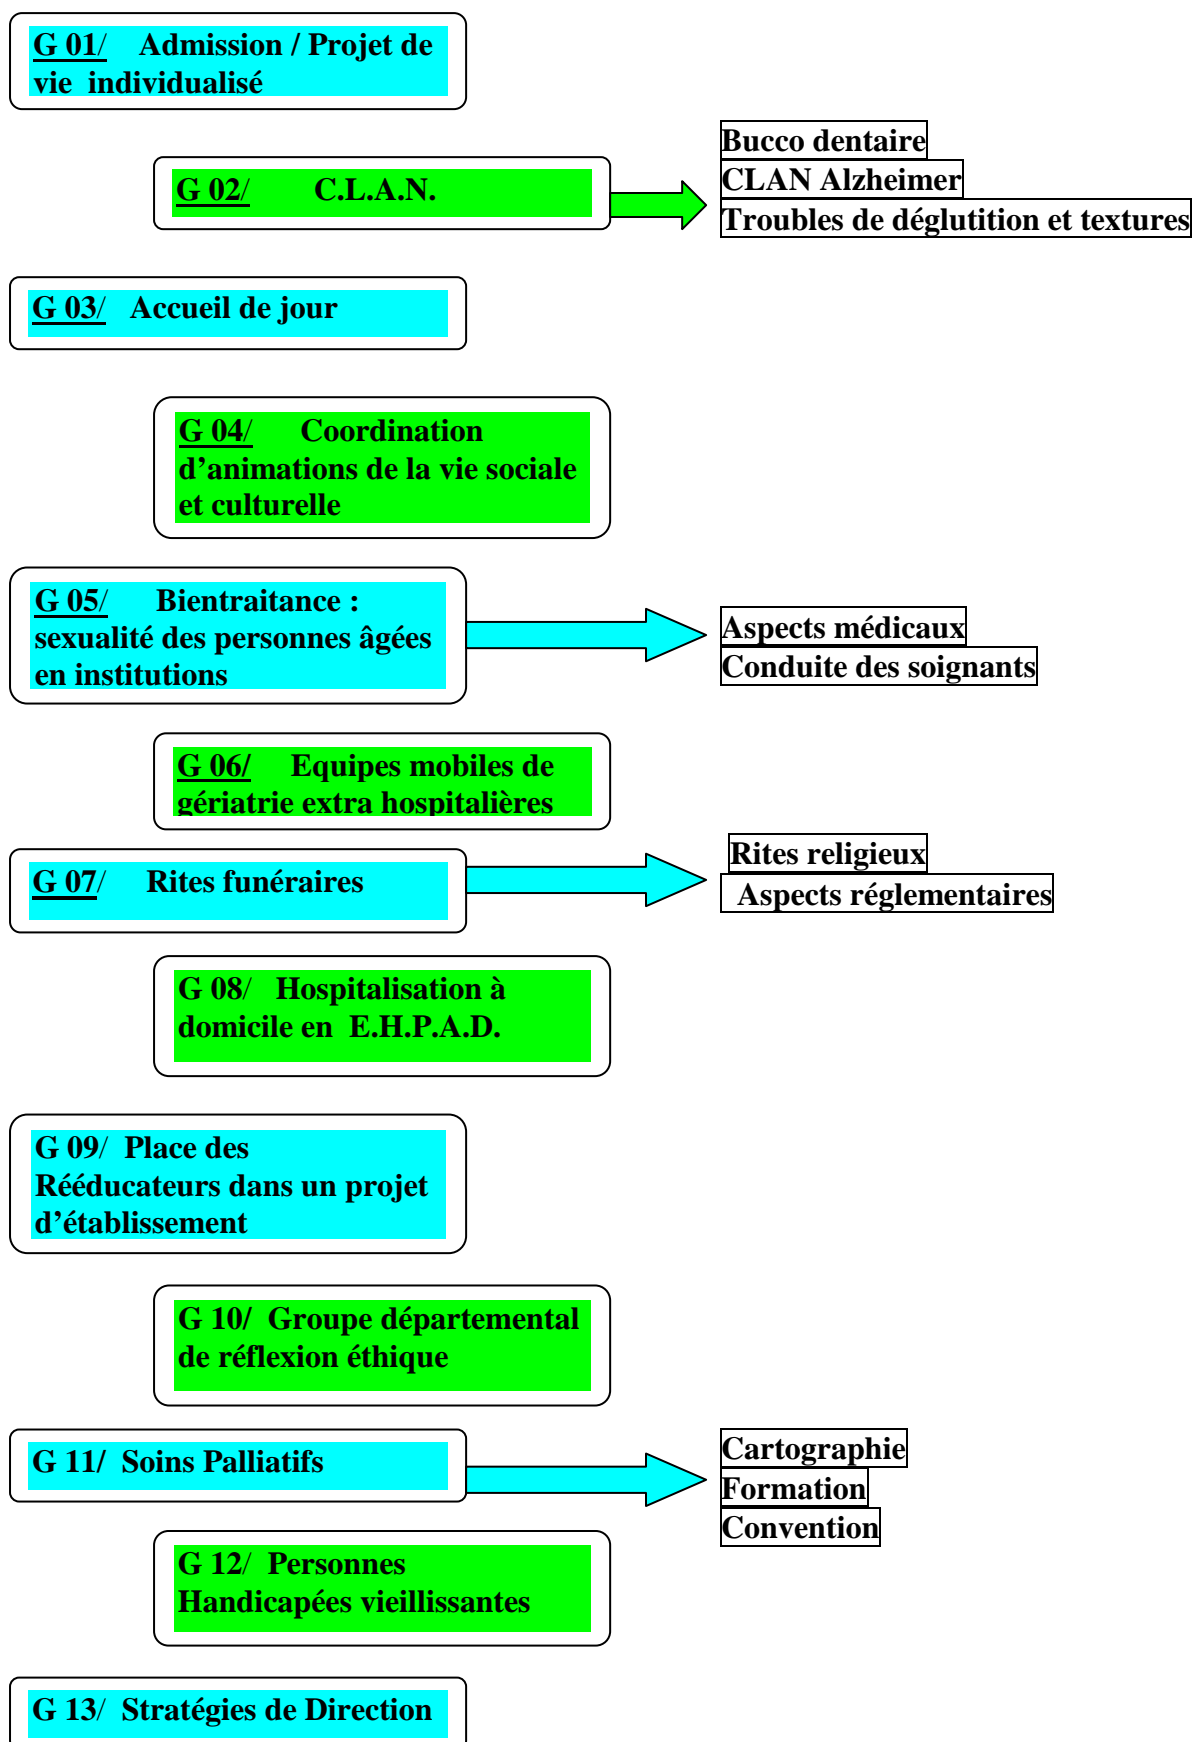 G 01/ Admission / Projet de
vie individualisé
G 02/ C.L.A.N.
Bucco dentaire
CLAN Alzheimer
Troubles de déglutition et textures
G 03/ Accueil de jour
G 04/ Coordination
d’animations de la vie sociale
et culturelle
G 05/ Bientraitance :
sexualité des personnes âgées
en institutions
Aspects médicaux
Conduite des soignants
G 06/ Equipes mobiles de
gériatrie extra hospitalières
G 07/ Rites funéraires
Rites religieux
Aspects réglementaires
G 08/ Hospitalisation à
domicile en E.H.P.A.D.
G 09/ Place des
Rééducateurs dans un projet
d’établissement
G 10/ Groupe départemental
de réflexion éthique
G 11/ Soins Palliatifs
Cartographie
Formation
Convention
G 12/ Personnes
Handicapées vieillissantes
G 13/ Stratégies de Direction